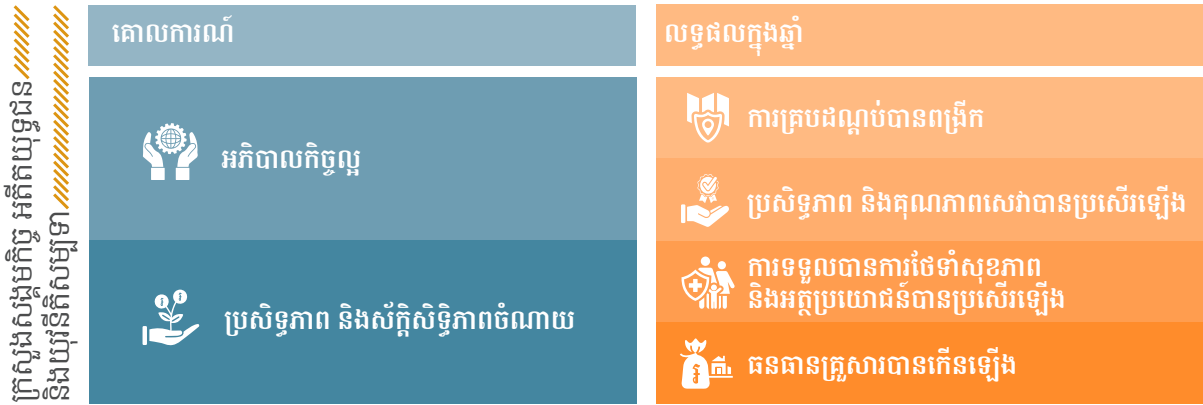 ក្រសួងសង្គមកិច្ច អតីតយុទ្ធជន
និងយុវនីតិសម្បទា
គោលការណ៍
អភិបាលកិច្ចល្អ
ប្រសិទ្ធភាព និងស័ក្តិសិទ្ធិភាពចំណាយ
លទ្ធផលក្នុងឆ្នាំ
ការគ្របដណ្តប់បានពង្រីក
ប្រសិទ្ធភាព និងគុណភាពសេវាបានប្រសើរឡើង
ការទទួលបានការថែទាំសុខភាព
និងអត្ថប្រយោជន៍បានប្រសើរឡើង
ធនធានគ្រួសារបានកើនឡើង